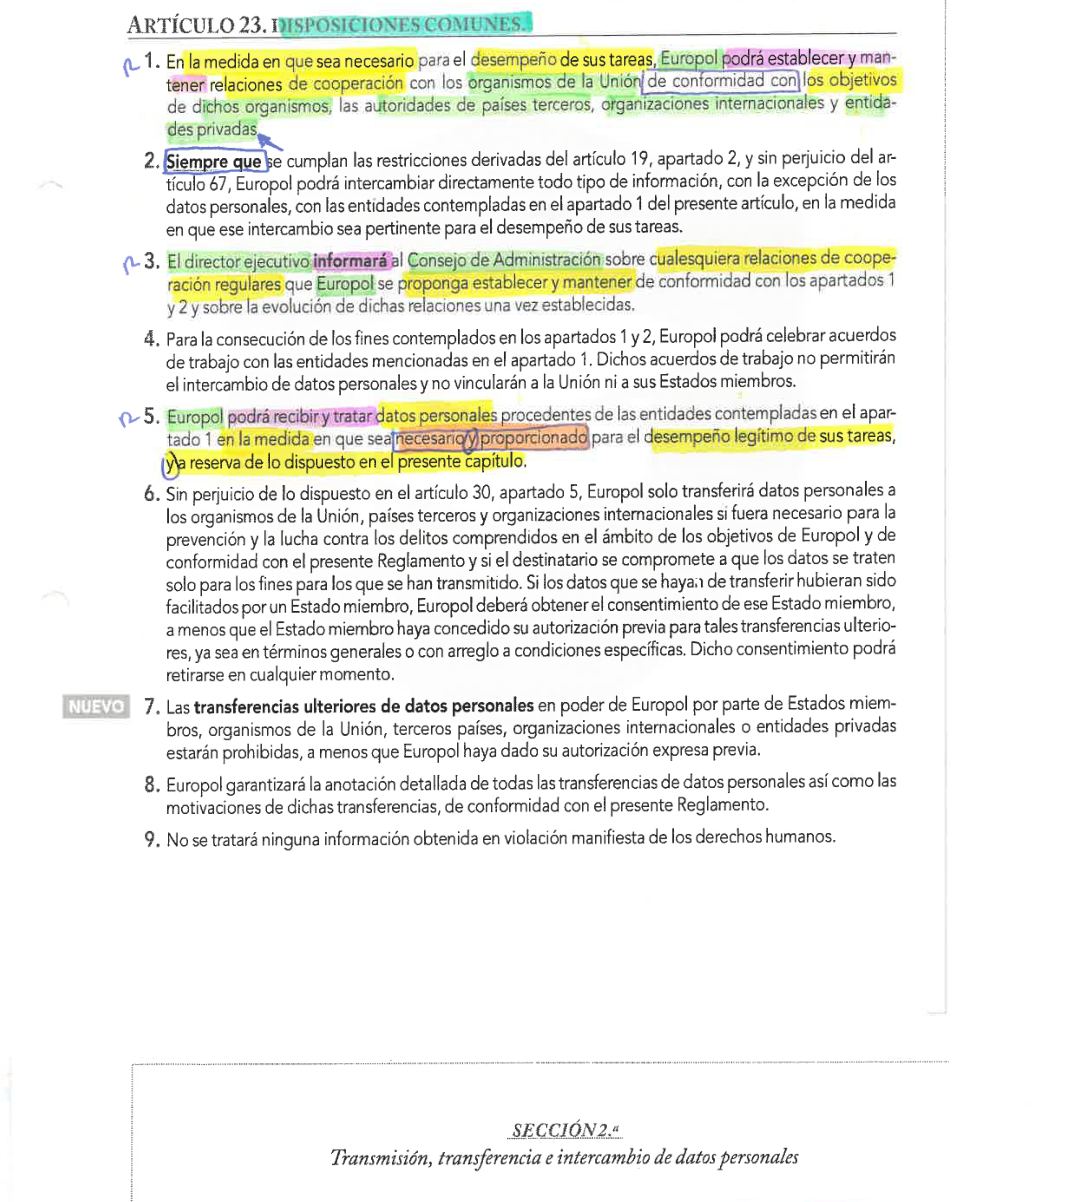 ARTÍCULO 23. DISPOSICIONES COMUNES.
1. En la medida en que sea necesario para el desempeño de sus tareas, Europol podrá establecer y man-
tener relaciones de cooperación con los organismos de la Unión de conformidad con los objetivos
de dichos organismos, las autoridades de países terceros, organizaciones internacionales y entida-
des privadas.
2. Siempre que se cumplan las restricciones derivadas del artículo 19, apartado 2, y sin perjuicio del ar-
tículo 67, Europol podrá intercambiar directamente todo tipo de información, con la excepción de los
datos personales, con las entidades contempladas en el apartado 1 del presente artículo, en la medida
en que ese intercambio sea pertinente para el desempeño de sus tareas.
3. El director ejecutivo informará al Consejo de Administración sobre cualesquiera relaciones de coope-
ración regulares que Europol se proponga establecer y mantener de conformidad con los apartados 1
y 2 y sobre la evolución de dichas relaciones una vez establecidas.
4. Para la consecución de los fines contemplados en los apartados 1 y 2, Europol podrá celebrar acuerdos
de trabajo con las entidades mencionadas en el apartado 1. Dichos acuerdos de trabajo no permitirán
el intercambio de datos personales y no vincularán a la Unión ni a sus Estados miembros.
5. Europol podrá recibir y tratar datos personales procedentes de las entidades contempladas en el apar-
tado 1 en la medida en que sea necesario y proporcionado para el desempeño legítimo de sus tareas,
y a reserva de lo dispuesto en el presente capítulo.
6. Sin perjuicio de lo dispuesto en el artículo 30, apartado 5, Europol solo transferirá datos personales a
los organismos de la Unión, países terceros y organizaciones internacionales si fuera necesario para la
prevención y la lucha contra los delitos comprendidos en el ámbito de los objetivos de Europol y de
conformidad con el presente Reglamento y si el destinatario se compromete a que los datos se traten
solo para los fines para los que se han transmitido. Si los datos que se hayan de transferir hubieran sido
facilitados por un Estado miembro, Europol deberá obtener el consentimiento de ese Estado miembro,
a menos que el Estado miembro haya concedido su autorización previa para tales transferencias ulterio-
res, ya sea en términos generales o con arreglo a condiciones específicas. Dicho consentimiento podrá
retirarse en cualquier momento.
NUEVO 7. Las transferencias ulteriores de datos personales en poder de Europol por parte de Estados miem-
bros, organismos de la Unión, terceros países, organizaciones internacionales o entidades privadas
estarán prohibidas, a menos que Europol haya dado su autorización expresa previa.
8. Europol garantizará la anotación detallada de todas las transferencias de datos personales así como las
motivaciones de dichas transferencias, de conformidad con el presente Reglamento.
9. No se tratará ninguna información obtenida en violación manifiesta de los derechos humanos.
SECCIÓN 2.ª
Transmisión, transferencia e intercambio de datos personales